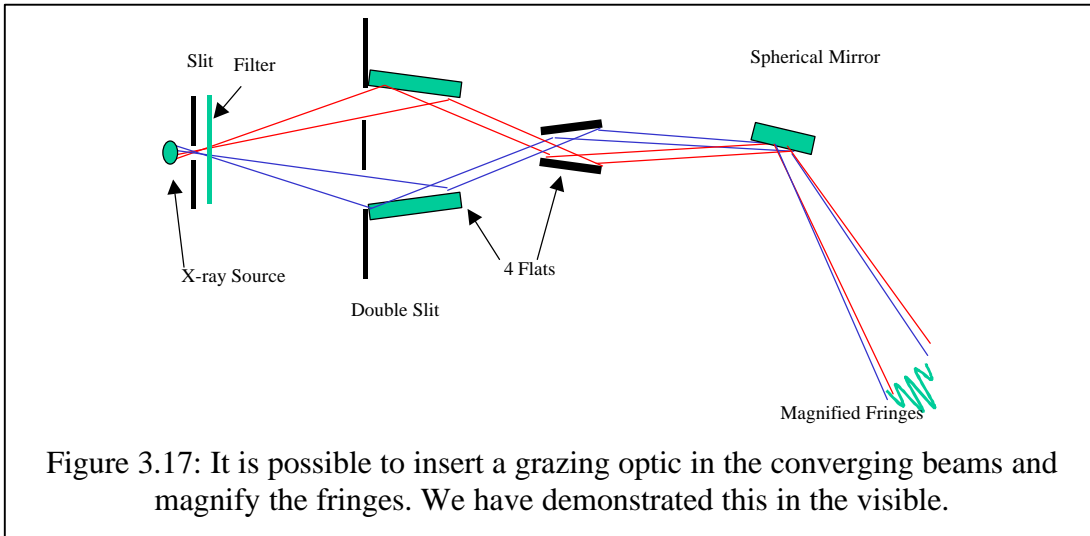 Slit
Filter
Spherical Mirror
X-ray Source
4 Flats
Double Slit
Magnified Fringes
Figure 3.17: It is possible to insert a grazing optic in the converging beams and
magnify the fringes. We have demonstrated this in the visible.